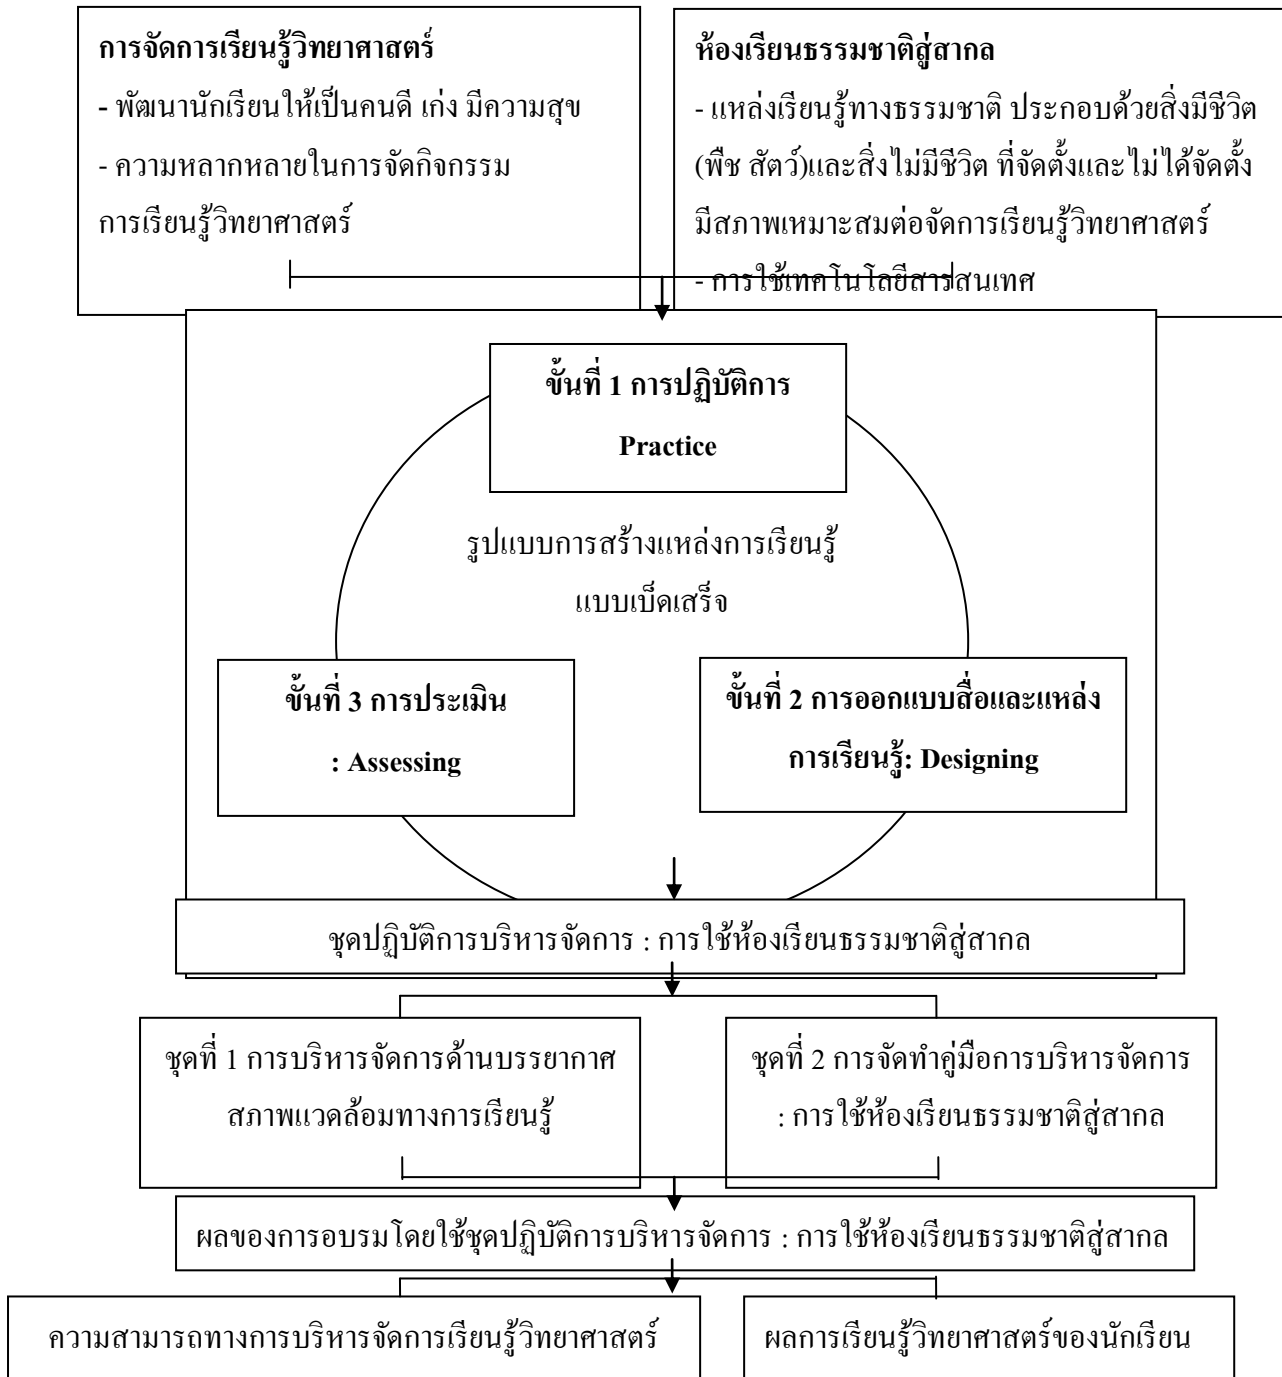 การจัดการเรียนรู้วิทยาศาสตร์
- พัฒนานักเรียนให้เป็นคนดี เก่ง มีความสุข
- ความหลากหลายในการจัดกิจกรรม
การเรียนรู้วิทยาศาสตร์
ห้องเรียนธรรมชาติสู่สากล
- แหล่งเรียนรู้ทางธรรมชาติ ประกอบด้วยสิ่งมีชีวิต
(พืช สัตว์)และสิ่งไม่มีชีวิต ที่จัดตั้งและไม่ได้จัดตั้ง
มีสภาพเหมาะสมต่อจัดการเรียนรู้วิทยาศาสตร์
- การใช้เทคโนโลยีสารสนเทศ
ขั้นที่ 1 การปฏิบัติการ
Practice
รูปแบบการสร้างแหล่งการเรียนรู้
แบบเบ็ดเสร็จ
ขั้นที่ 3 การประเมิน
: Assessing
ขั้นที่ 2 การออกแบบสื่อและแหล่ง
การเรียนรู้: Designing
ชุดปฏิบัติการบริหารจัดการ : การใช้ห้องเรียนธรรมชาติสู่สากล
ชุดที่ 1 การบริหารจัดการด้านบรรยากาศ
สภาพแวดล้อมทางการเรียนรู้
ชุดที่ 2 การจัดทำคู่มือการบริหารจัดการ
: การใช้ห้องเรียนธรรมชาติสู่สากล
ผลของการอบรมโดยใช้ชุดปฏิบัติการบริหารจัดการ : การใช้ห้องเรียนธรรมชาติสู่สากล
ความสามารถทางการบริหารจัดการเรียนรู้วิทยาศาสตร์
ผลการเรียนรู้วิทยาศาสตร์ของนักเรียน